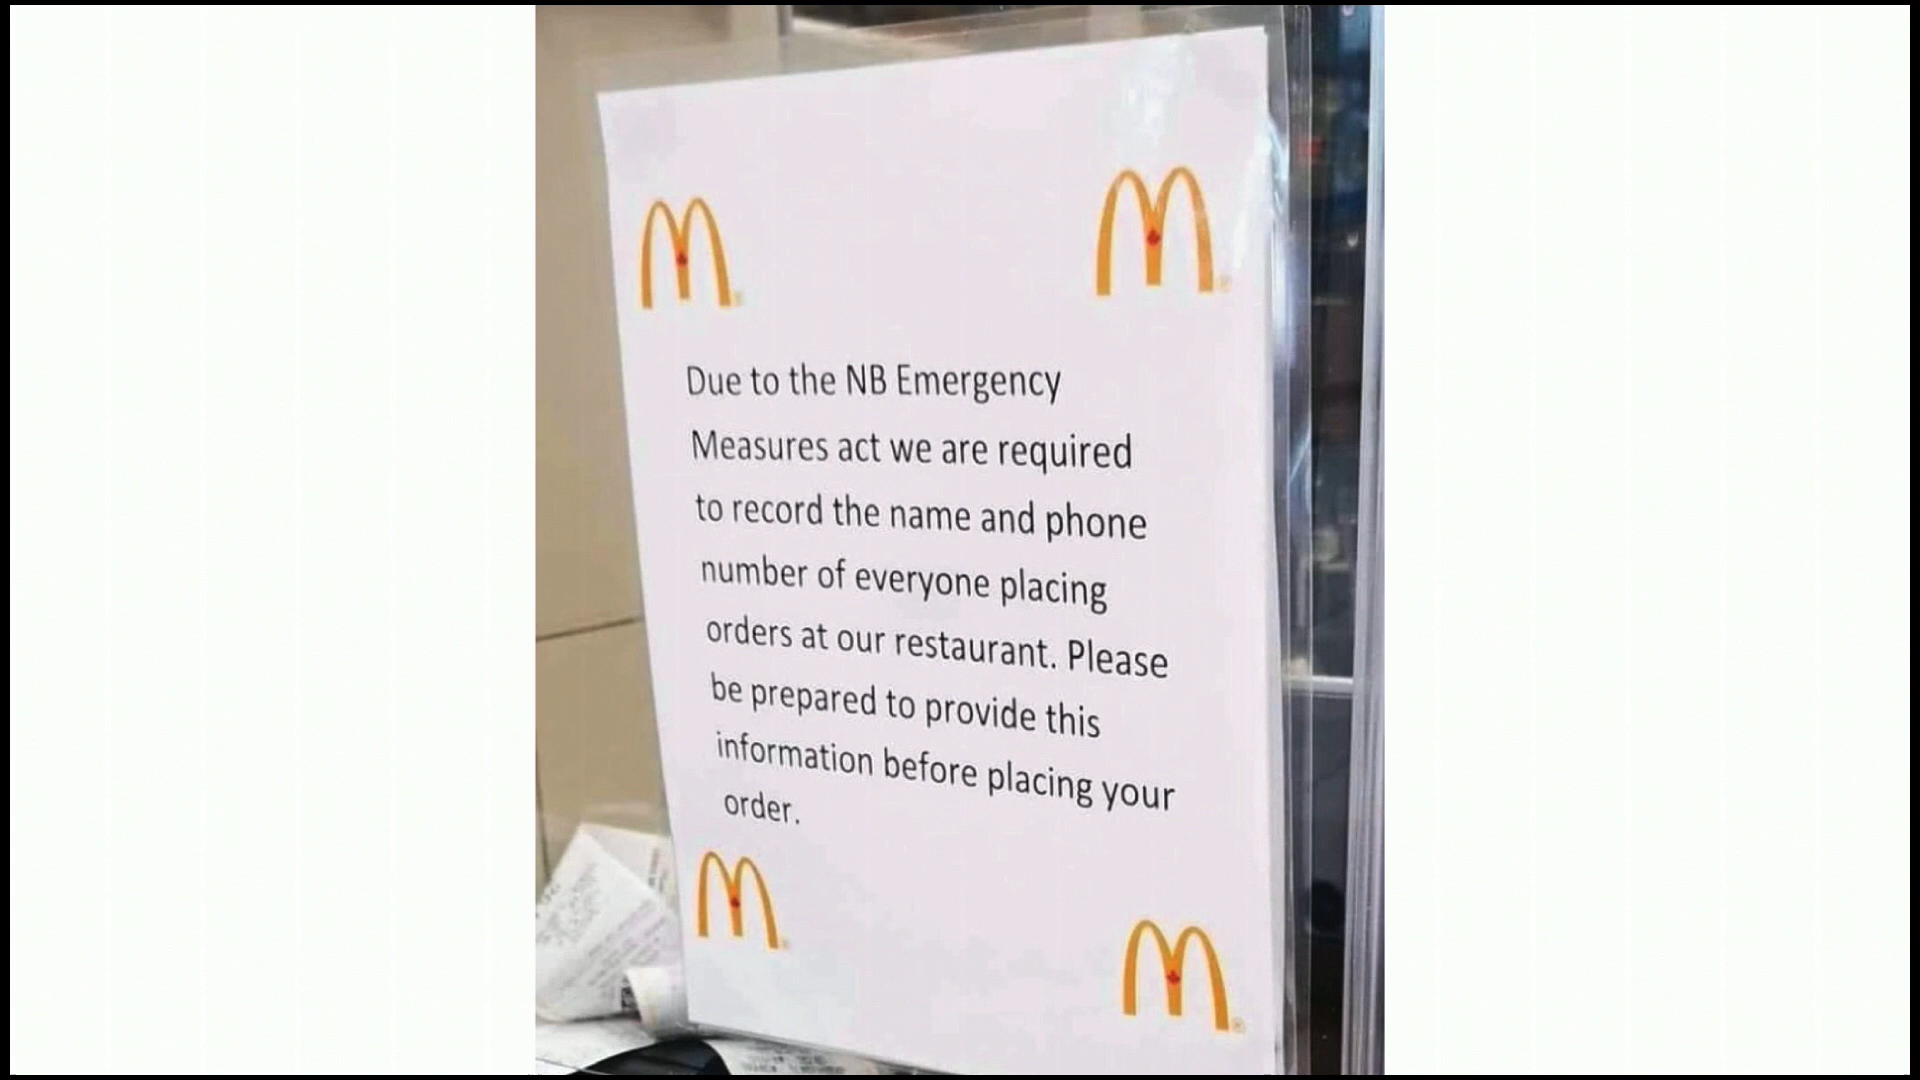 Due to the NB Emergency
Measures act we are required
to record the name and phone
number of everyone placing
orders at our restaurant. Please
be prepared to provide this
information before placing your
order.